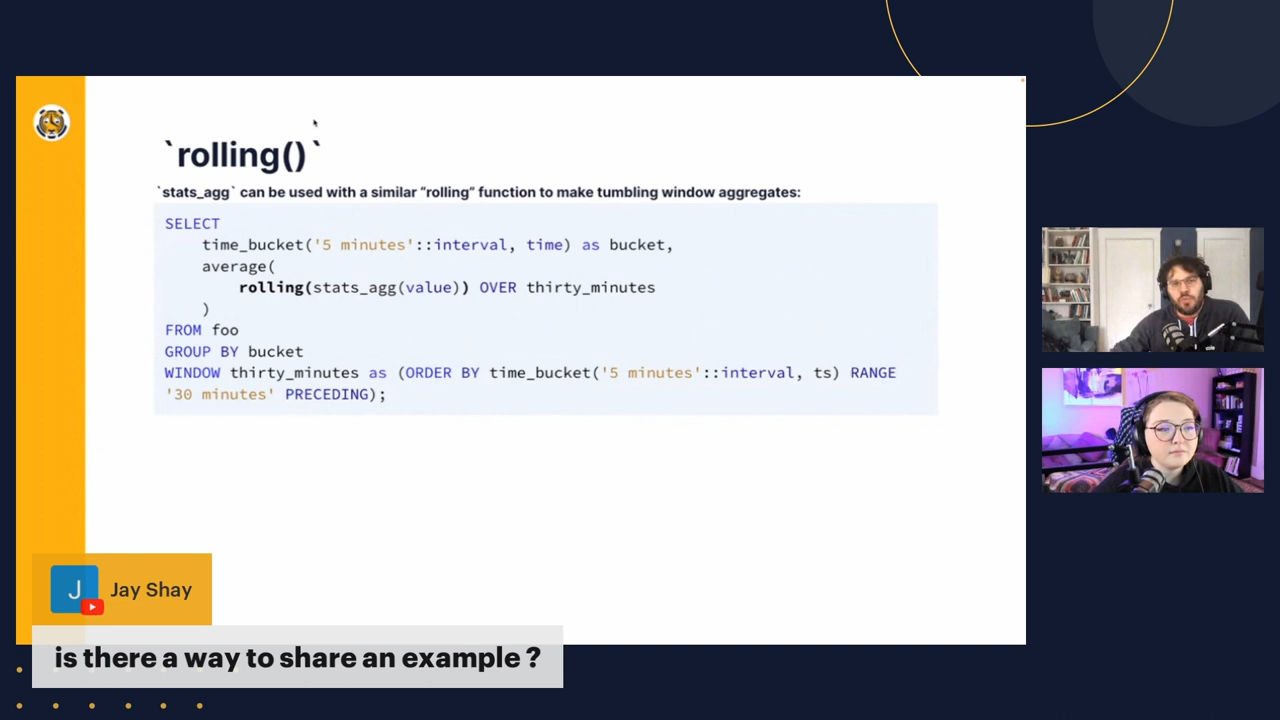 `rolling()`
`stats_agg` can be used with a similar “rolling” function to make tumbling window aggregates:
SELECT
time_bucket('5 minutes'::interval, time) as bucket,
average(
rolling(stats_agg(value)) OVER thirty_minutes
)
FROM foo
GROUP BY bucket
WINDOW thirty_minutes as (ORDER BY time_bucket('5 minutes'::interval, ts) RANGE
'30 minutes' PRECEDING);
J
Jay Shay
is there a way to share an example ?